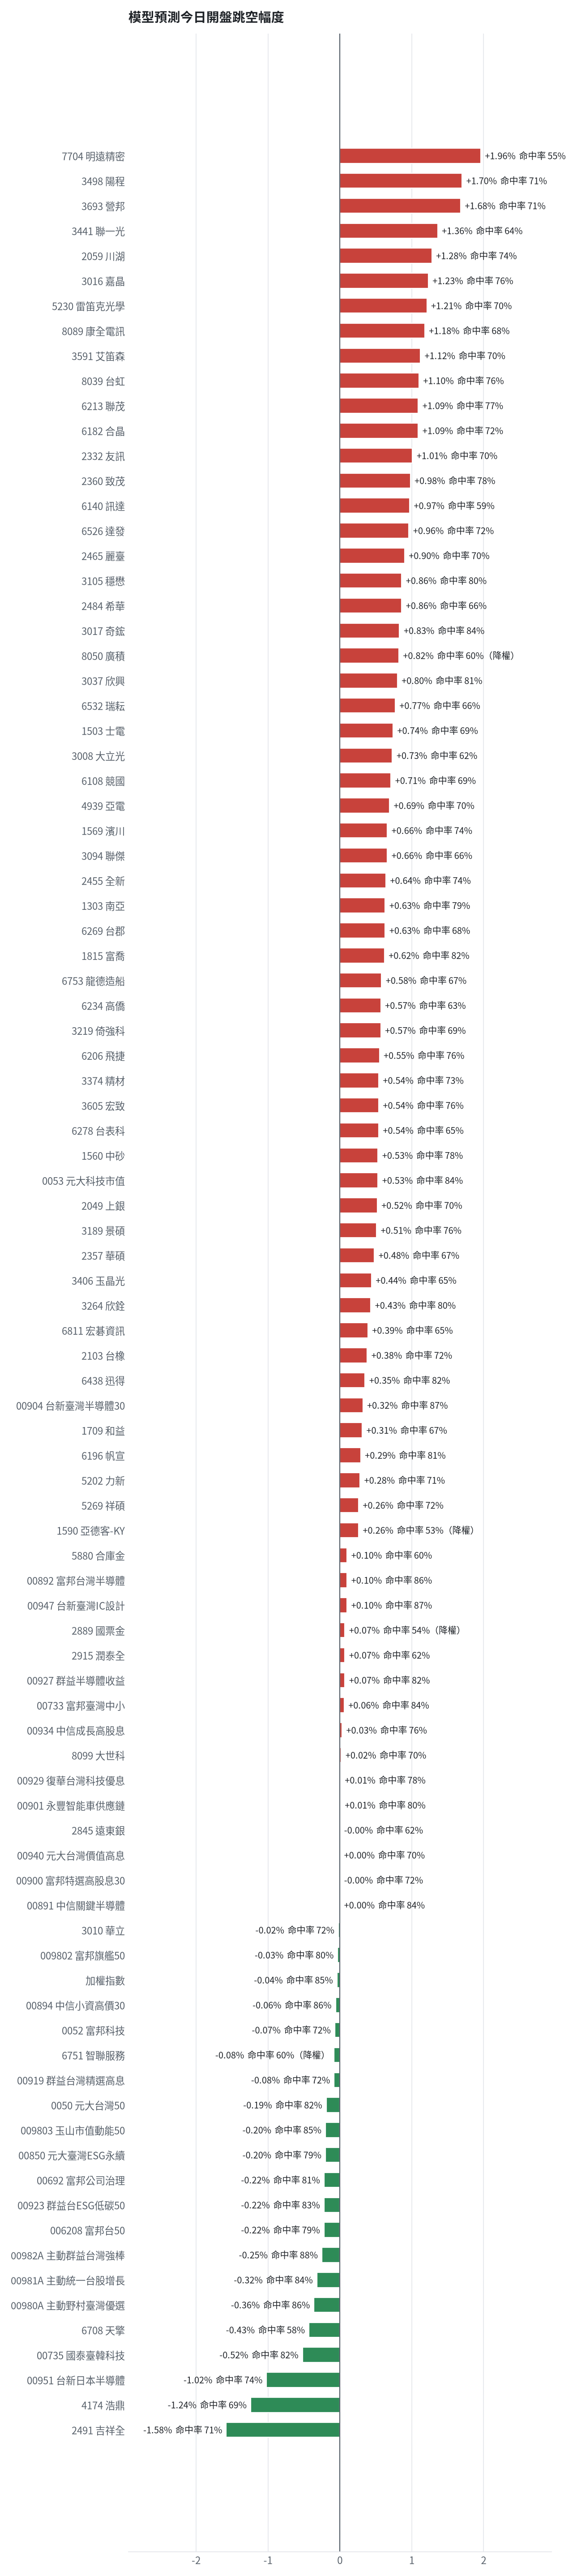 模型預測今日開盤跳空幅度
7704 明遠精密 +1.96% 命中率 55%
3498 陽程 +1.70% 命中率 71%
3693 營邦 +1.68% 命中率 71%
3441 聯一光 +1.36% 命中率 64%
2059 川湖 +1.28% 命中率 74%
3016 嘉晶 +1.23% 命中率 76%
5230 雷笛克光學 +1.21% 命中率 70%
8089 康全電訊 +1.18% 命中率 68%
3591 艾笛森 +1.12% 命中率 70%
8039 台虹 +1.10% 命中率 76%
6213 聯茂 +1.09% 命中率 77%
6182 合晶 +1.09% 命中率 72%
2332 友訊 +1.01% 命中率 70%
2360 致茂 +0.98% 命中率 78%
6140 訊達 +0.97% 命中率 59%
6526 達發 +0.96% 命中率 72%
2465 麗臺 +0.90% 命中率 70%
3105 穩懋 +0.86% 命中率 80%
2484 希華 +0.86% 命中率 66%
3017 奇鋐 +0.83% 命中率 84%
8050 廣積 +0.82% 命中率 60%（降權）
3037 欣興 +0.80% 命中率 81%
6532 瑞耘 +0.77% 命中率 66%
1503 士電 +0.74% 命中率 69%
3008 大立光 +0.73% 命中率 62%
6108 競國 +0.71% 命中率 69%
4939 亞電 +0.69% 命中率 70%
1569 濱川 +0.66% 命中率 74%
3094 聯傑 +0.66% 命中率 66%
2455 全新 +0.64% 命中率 74%
1303 南亞 +0.63% 命中率 79%
6269 台郡 +0.63% 命中率 68%
1815 富喬 +0.62% 命中率 82%
6753 龍德造船 +0.58% 命中率 67%
6234 高僑 +0.57% 命中率 63%
3219 倚強科 +0.57% 命中率 69%
6206 飛捷 +0.55% 命中率 76%
3374 精材 +0.54% 命中率 73%
3605 宏致 +0.54% 命中率 76%
6278 台表科 +0.54% 命中率 65%
1560 中砂 +0.53% 命中率 78%
0053 元大科技市值 +0.53% 命中率 84%
2049 上銀 +0.52% 命中率 70%
3189 景碩 +0.51% 命中率 76%
2357 華碩 +0.48% 命中率 67%
3406 玉晶光 +0.44% 命中率 65%
3264 欣銓 +0.43% 命中率 80%
6811 宏碁資訊 +0.39% 命中率 65%
2103 台橡 +0.38% 命中率 72%
6438 迅得 +0.35% 命中率 82%
00904 台新臺灣半導體30 +0.32% 命中率 87%
1709 和益 +0.31% 命中率 67%
6196 帆宣 +0.29% 命中率 81%
5202 力新 +0.28% 命中率 71%
5269 祥碩 +0.26% 命中率 72%
1590 亞德客-KY +0.26% 命中率 53%（降權）
5880 合庫金 +0.10% 命中率 60%
00892 富邦台灣半導體 +0.10% 命中率 86%
00947 台新臺灣IC設計 +0.10% 命中率 87%
2889 國票金 +0.07% 命中率 54%（降權）
2915 潤泰全 +0.07% 命中率 62%
00927 群益半導體收益 +0.07% 命中率 82%
00733 富邦臺灣中小 +0.06% 命中率 84%
00934 中信成長高股息 +0.03% 命中率 76%
8099 大世科 +0.02% 命中率 70%
00929 復華台灣科技優息 +0.01% 命中率 78%
00901 永豐智能車供應鏈 +0.01% 命中率 80%
2845 遠東銀 -0.00% 命中率 62%
00940 元大台灣價值高息 +0.00% 命中率 70%
00900 富邦特選高股息30 -0.00% 命中率 72%
00891 中信關鍵半導體 +0.00% 命中率 84%
3010 華立 -0.02% 命中率 72%
009802 富邦旗艦50 -0.03% 命中率 80%
加權指數 -0.04% 命中率 85%
00894 中信小資高價30 -0.06% 命中率 86%
0052 富邦科技 -0.07% 命中率 72%
6751 智聯服務 -0.08% 命中率 60%（降權）
00919 群益台灣精選高息 -0.08% 命中率 72%
0050 元大台灣50 -0.19% 命中率 82%
009803 玉山市值動能50 -0.20% 命中率 85%
00850 元大臺灣ESG永續 -0.20% 命中率 79%
00692 富邦公司治理 -0.22% 命中率 81%
00923 群益台ESG低碳50 -0.22% 命中率 83%
006208 富邦台50 -0.22% 命中率 79%
00982A 主動群益台灣強棒 -0.25% 命中率 88%
00981A 主動統一台股增長 -0.32% 命中率 84%
00980A 主動野村臺灣優選 -0.36% 命中率 86%
6708 天擎 -0.43% 命中率 58%
00735 國泰臺韓科技 -0.52% 命中率 82%
00951 台新日本半導體 -1.02% 命中率 74%
4174 浩鼎 -1.24% 命中率 69%
2491 吉祥全 -1.58% 命中率 71%
-2 -1 0 1 2